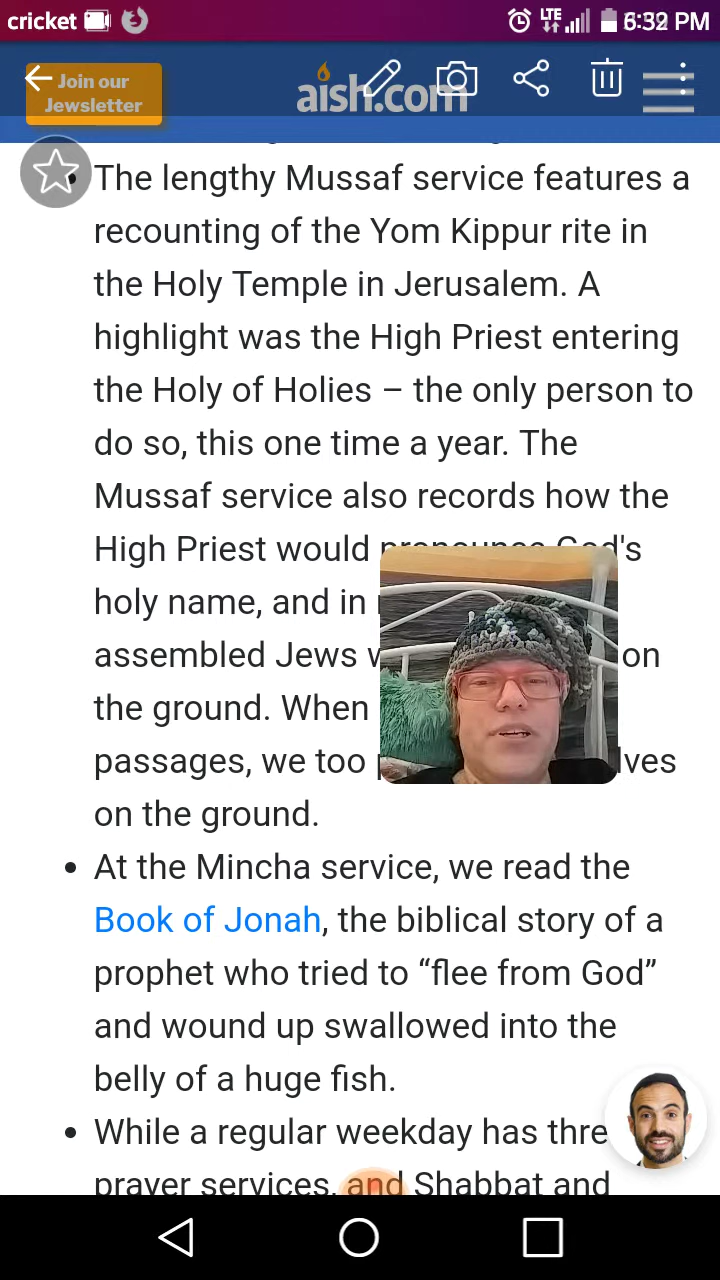 cricket
LTE
6:32 PM
Join our
Jewsletter
aish.com
The lengthy Mussaf service features a
recounting of the Yom Kippur rite in
the Holy Temple in Jerusalem. A
highlight was the High Priest entering
the Holy of Holies – the only person to
do so, this one time a year. The
Mussaf service also records how the
High Priest would pronounce God's
holy name, and in
assembled Jews on
the ground. When
passages, we too
on the ground.
• At the Mincha service, we read the
Book of Jonah, the biblical story of a
prophet who tried to “flee from God”
and wound up swallowed into the
belly of a huge fish.
• While a regular weekday has
prayer services, and Shabbat and